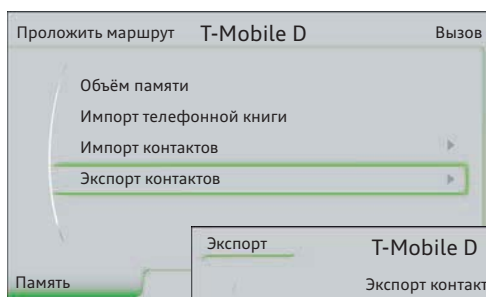 Проложить маршрут T-Mobile D Вызов
Объём памяти
Импорт телефонной книги
Импорт контактов
Экспорт контактов
Экспорт T-Mobile D
Память Экспорт контакт